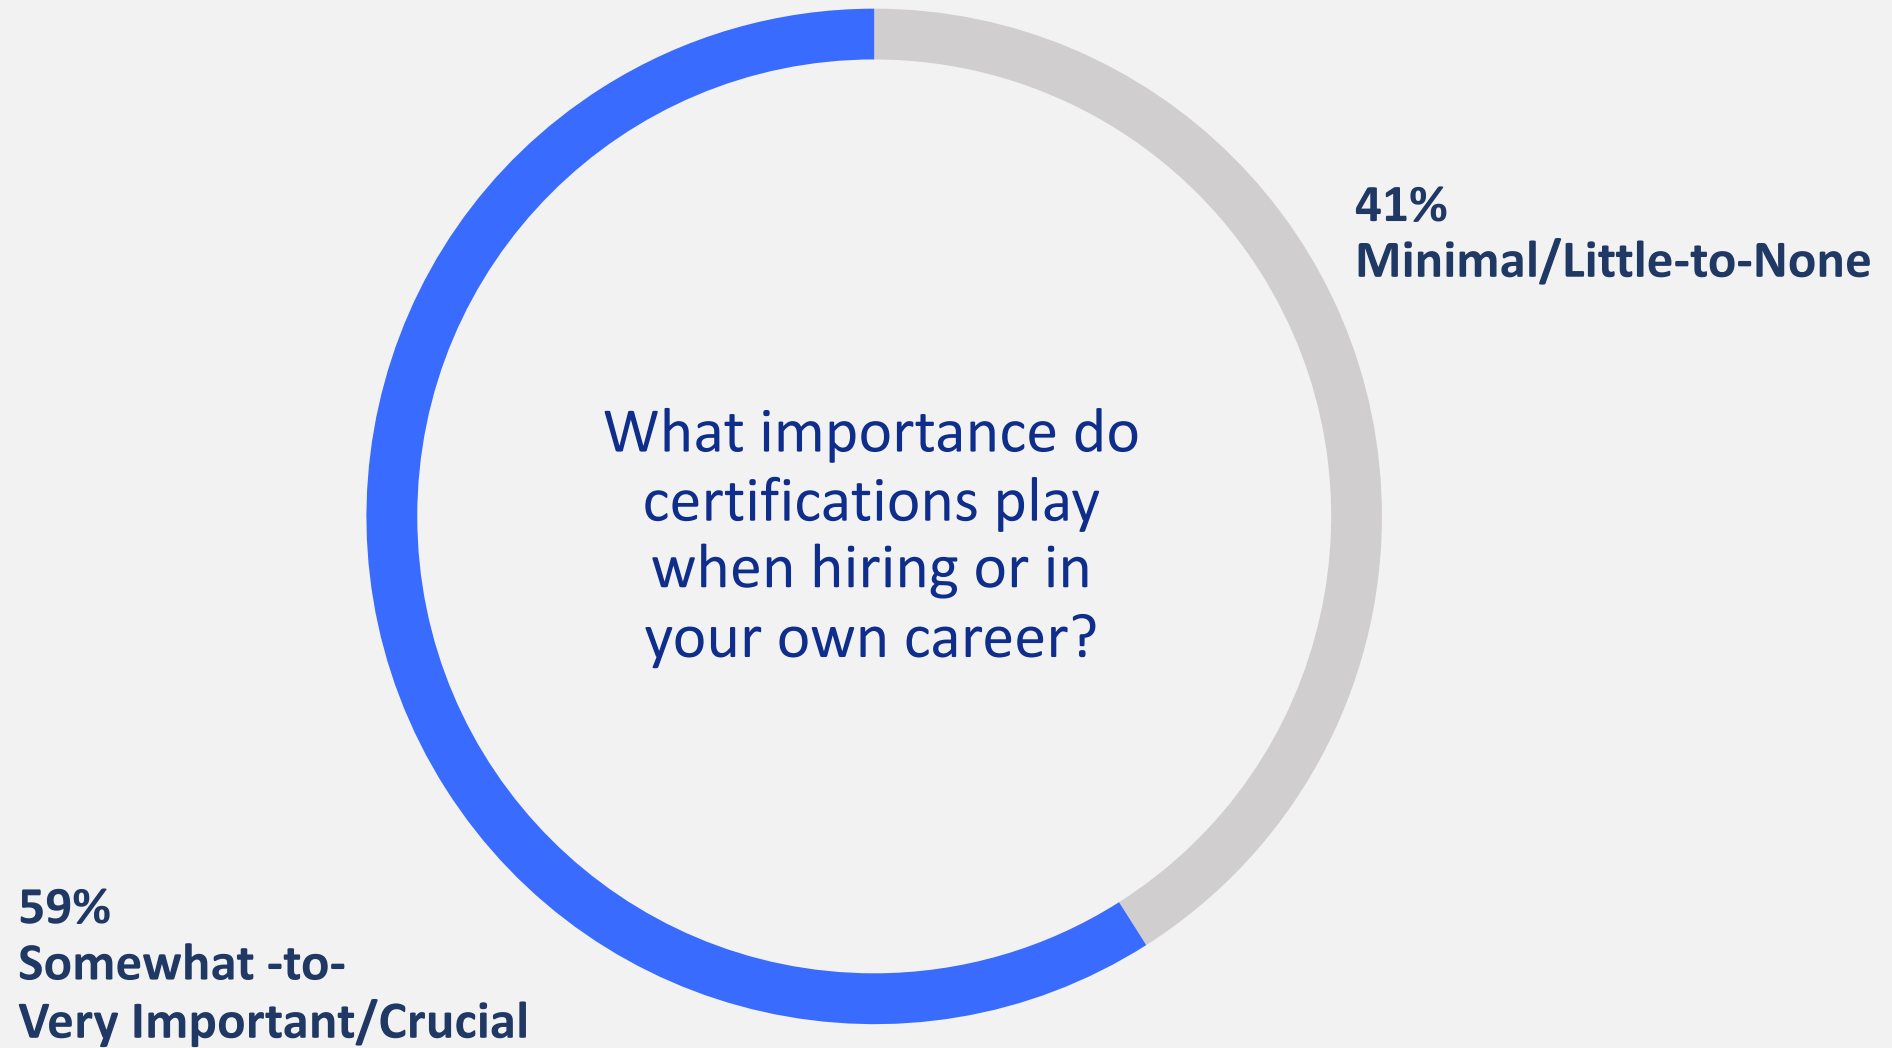 41%
Minimal/Little-to-None
What importance do
certifications play
when hiring or in
your own career?
59%
Somewhat -to-
Very Important/Crucial